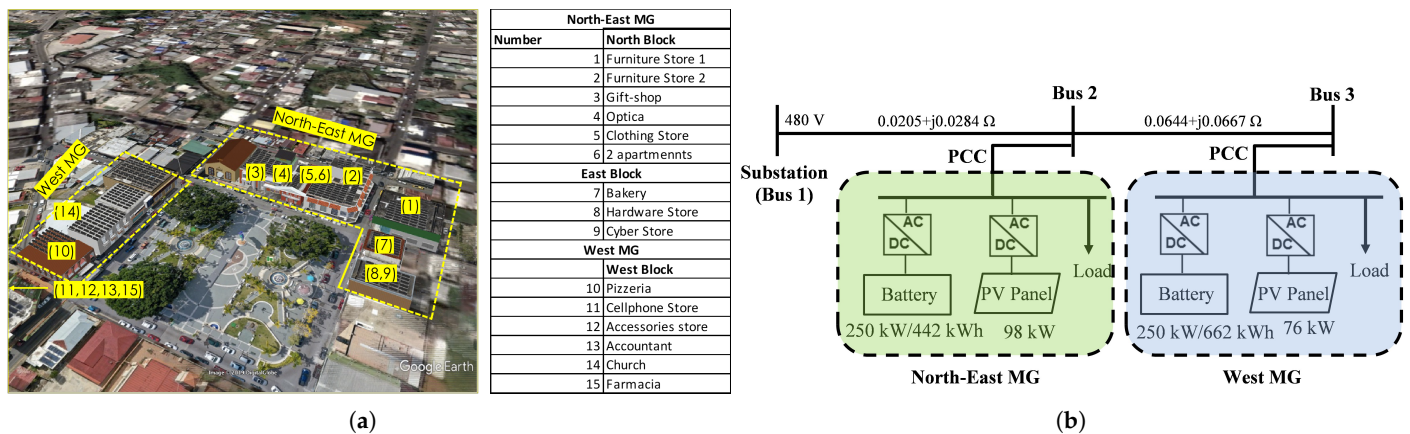 North-East MG
West MG
(3)
(4)
(5,6)
(2)
(1)
(14)
(10)
(7)
(8,9)
(11,12,13,15)
Google Earth
North-East MG
Number North Block
1 Furniture Store 1
2 Furniture Store 2
3 Gift-shop
4 Optica
5 Clothing Store
6 2 apartmennts
East Block
7 Bakery
8 Hardware Store
9 Cyber Store
West MG
West Block
10 Pizzeria
11 Cellphone Store
12 Accessories store
13 Accountant
14 Church
15 Farmacia
(a)
Bus 2
Bus 3
480 V
0.0205+j0.0284 Ω
0.0644+j0.0667 Ω
PCC
PCC
Substation
(Bus 1)
AC
DC
AC
DC
Load
Battery
PV Panel
250 kW/442 kWh
98 kW
North-East MG
AC
DC
AC
DC
Load
Battery
PV Panel
250 kW/662 kWh
76 kW
West MG
(b)